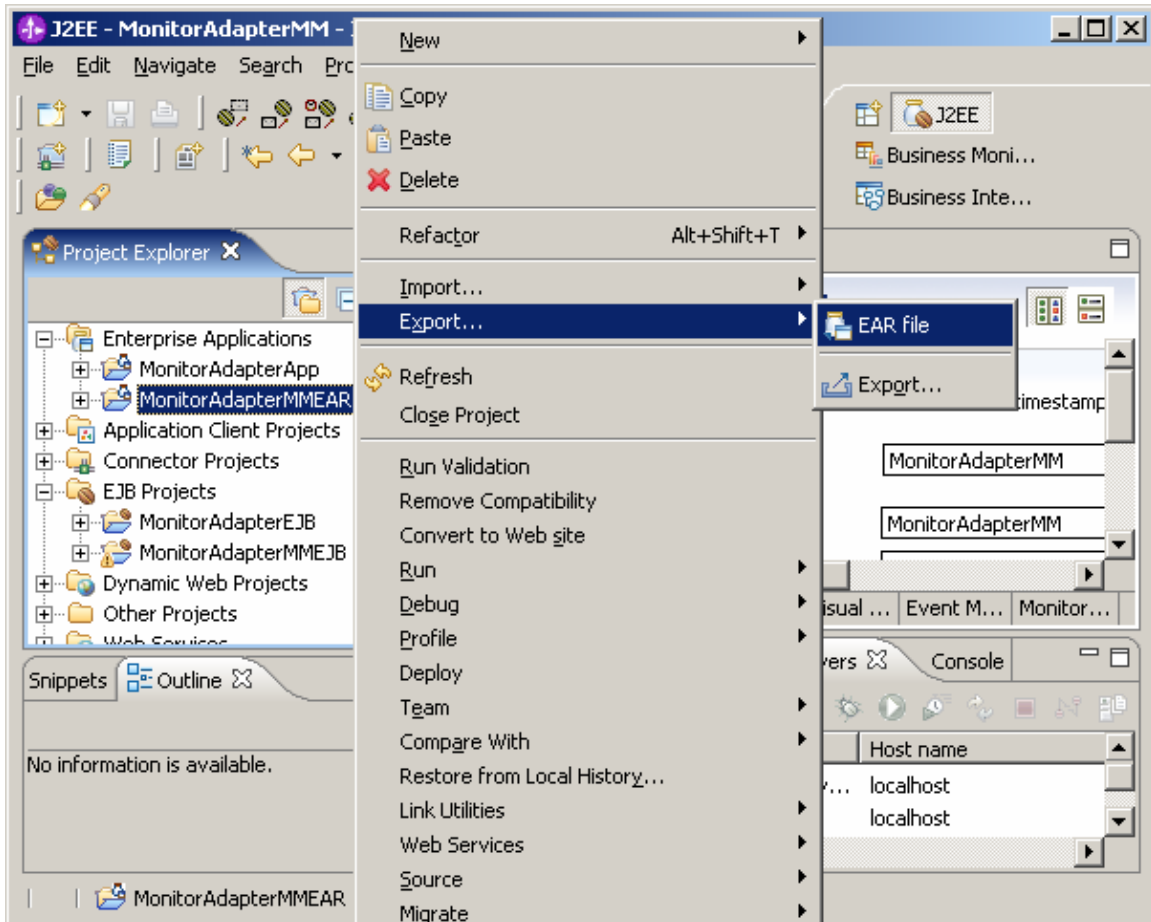 J2EE - MonitorAdapterMM -
File Edit Navigate Search
J2EE
Business Moni...
Business Inte...
Project Explorer
Enterprise Applications
MonitorAdapterApp
MonitorAdapterMMEAR
Application Client Projects
Connector Projects
EJB Projects
MonitorAdapterEJB
MonitorAdapterMMEJB
Dynamic Web Projects
Other Projects
Web Services
Snippets Outline
No information is available.
MonitorAdapterMMEAR
New
Copy
Paste
Delete
Refactor Alt+Shift+T
Import...
Export...
Refresh
Close Project
Run Validation
Remove Compatibility
Convert to Web site
Run
Debug
Profile
Deploy
Team
Compare With
Restore from Local History...
Link Utilities
Web Services
Source
Migrate
EAR file
Export...
timestamp
MonitorAdapterMM
MonitorAdapterMM
isual ... Event M... Monitor...
vers Console
Host name
localhost
localhost